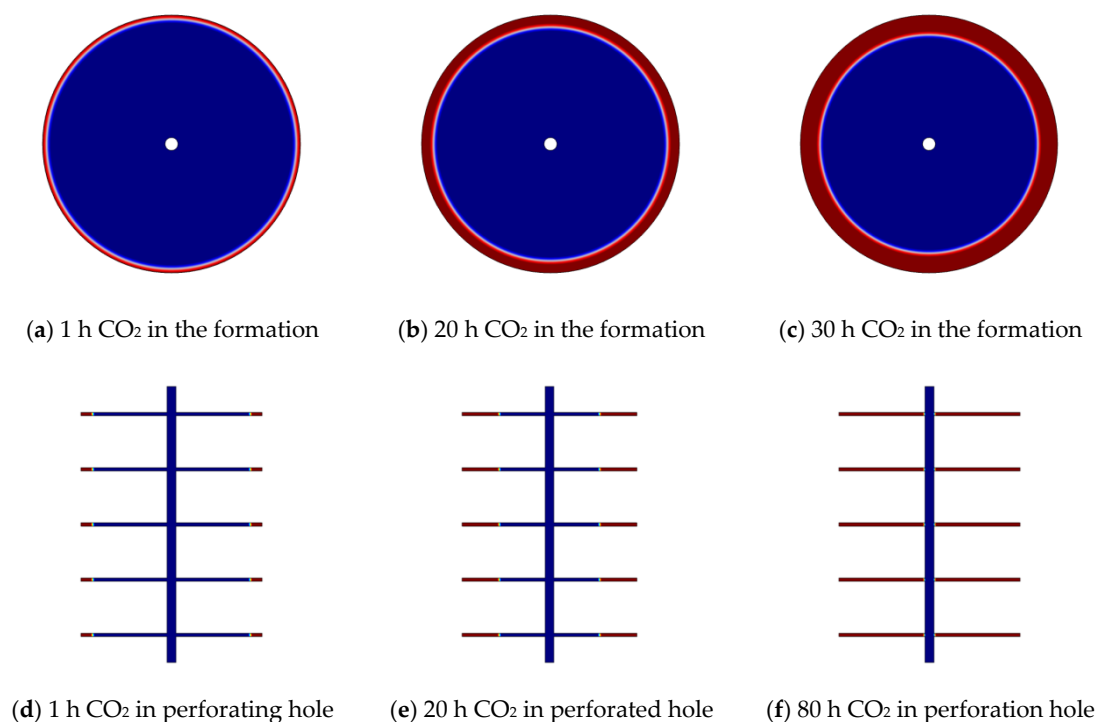 (a) 1 h CO₂ in the formation
(b) 20 h CO₂ in the formation
(c) 30 h CO₂ in the formation
(d) 1 h CO₂ in perforating hole
(e) 20 h CO₂ in perforated hole
(f) 80 h CO₂ in perforation hole